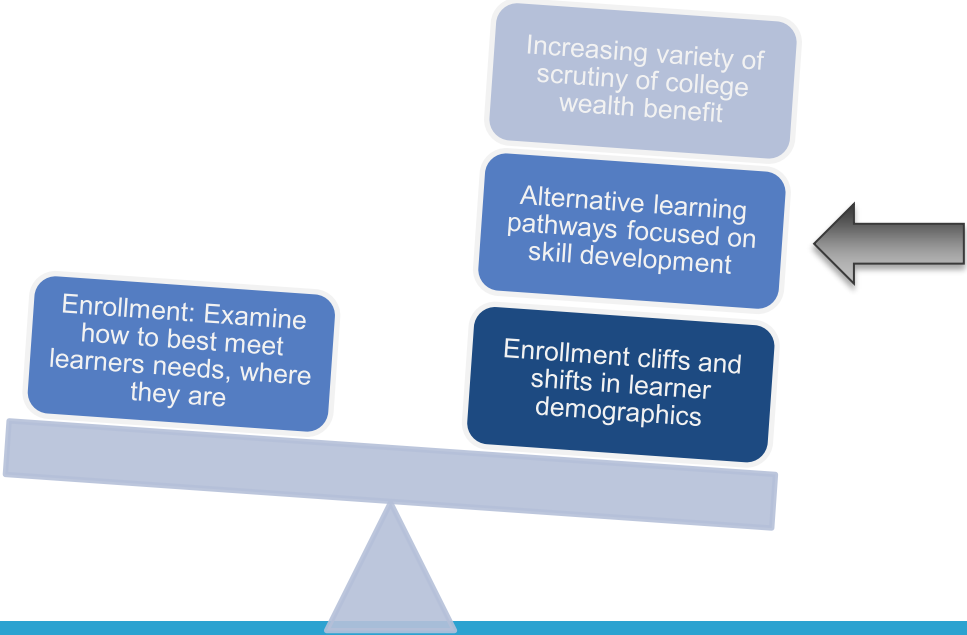 Increasing variety of
scrutiny of college
wealth benefit
Alternative learning
pathways focused on
skill development
Enrollment: Examine
how to best meet
learners needs, where
they are
Enrollment cliffs and
shifts in learner
demographics